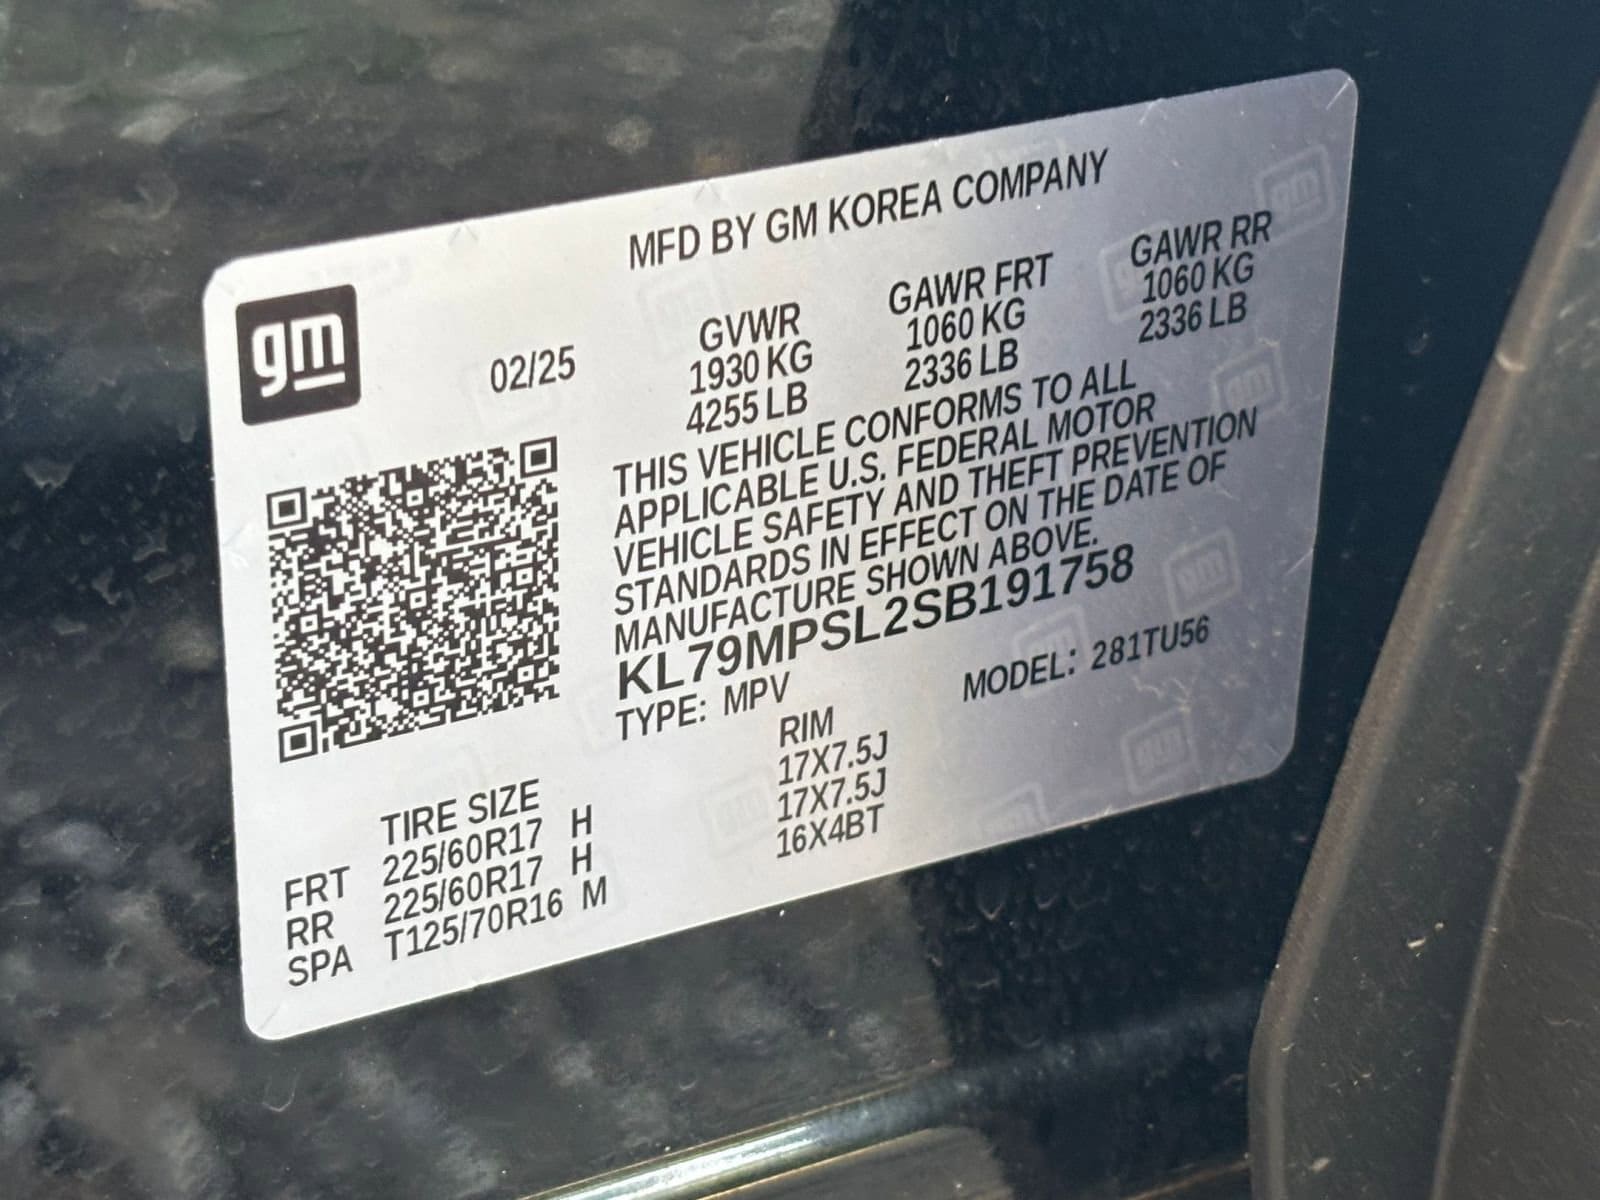 MFD BY GM KOREA COMPANY
gm
02/25
GVWR
1930 KG
4255 LB
GAWR FRT
1060 KG
2336 LB
GAWR RR
1060 KG
2336 LB
THIS VEHICLE CONFORMS TO ALL
APPLICABLE U.S. FEDERAL MOTOR
VEHICLE SAFETY AND THEFT PREVENTION
STANDARDS IN EFFECT ON THE DATE OF
MANUFACTURE SHOWN ABOVE.
KL79MPSL2SB191758
TYPE: MPV
MODEL: 281TU56
TIRE SIZE RIM
FRT 225/60R17 H 17X7.5J
RR 225/60R17 H 17X7.5J
SPA T125/70R16 M 16X4BT